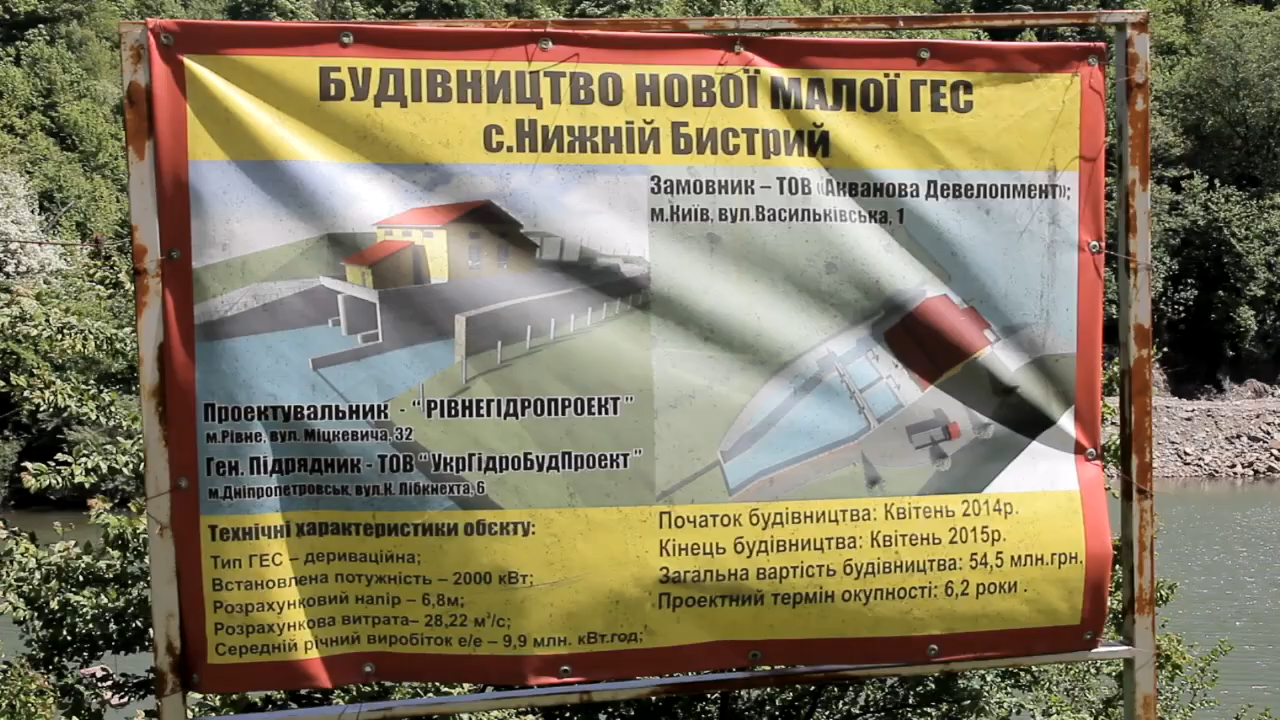 БУДІВНИЦТВО НОВОЇ МАЛОЇ ГЕС
с.Нижній Бистрий
Замовник – ТОВ «Акванова Девелопмент»;
м.Київ, вул.Васильківська, 1
Проектувальник - “ РІВНЕГІДРОПРОЕКТ ”
м.Рівне, вул. Міцкевича, 32
Ген. Підрядник - ТОВ “ УкрГідроБудПроект ”
м.Дніпропетровськ, вул.К. Лібкнехта, 6
Технічні характеристики обєкту:
Тип ГЕС – дериваційна;
Встановлена потужність – 2000 кВт;
Розрахунковий напір – 6,8м;
Розрахункова витрата– 28,22 м³/с;
Середній річний виробіток е/е – 9,9 млн. кВт.год;
Початок будівництва: Квітень 2014р.
Кінець будівництва: Квітень 2015р.
Загальна вартість будівництва: 54,5 млн.грн.
Проектний термін окупності: 6,2 роки .